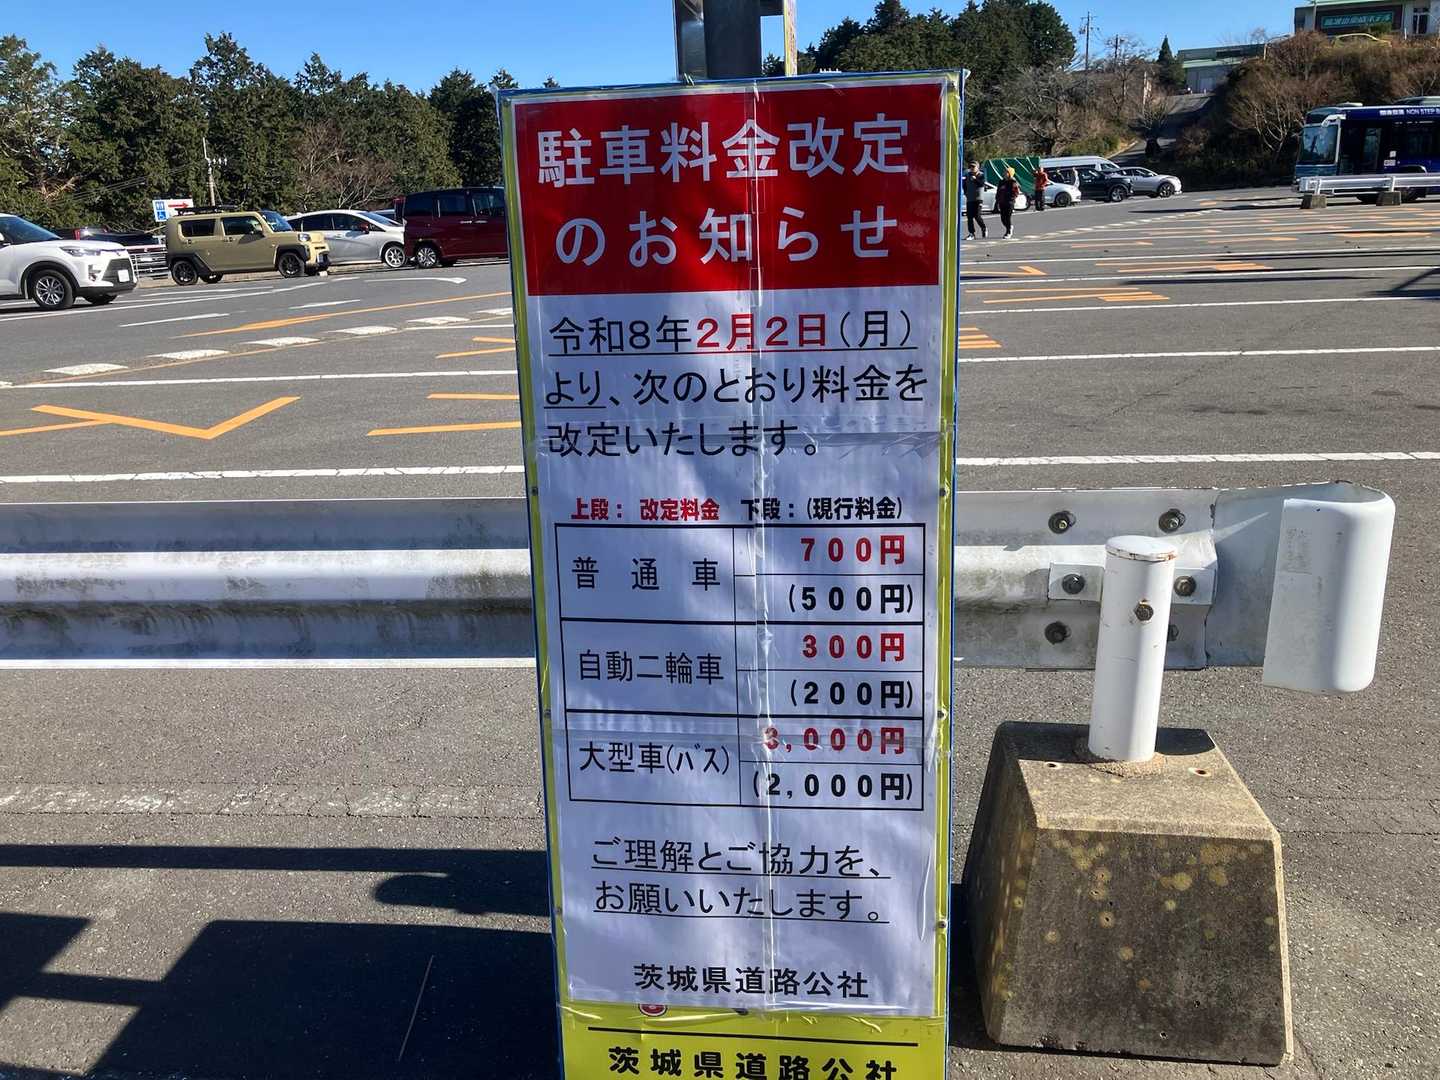 駐車料金改定
のお知らせ
令和8年2月2日(月)
より、次のとおり料金を
改定いたします。
上段：改定料金 下段：(現行料金)
普通車 700円
(500円)
自動二輪車 300円
(200円)
大型車(バス) 3,000円
(2,000円)
ご理解とご協力を、
お願いいたします。
茨城県道路公社
茨城県道路公社
NON STEP